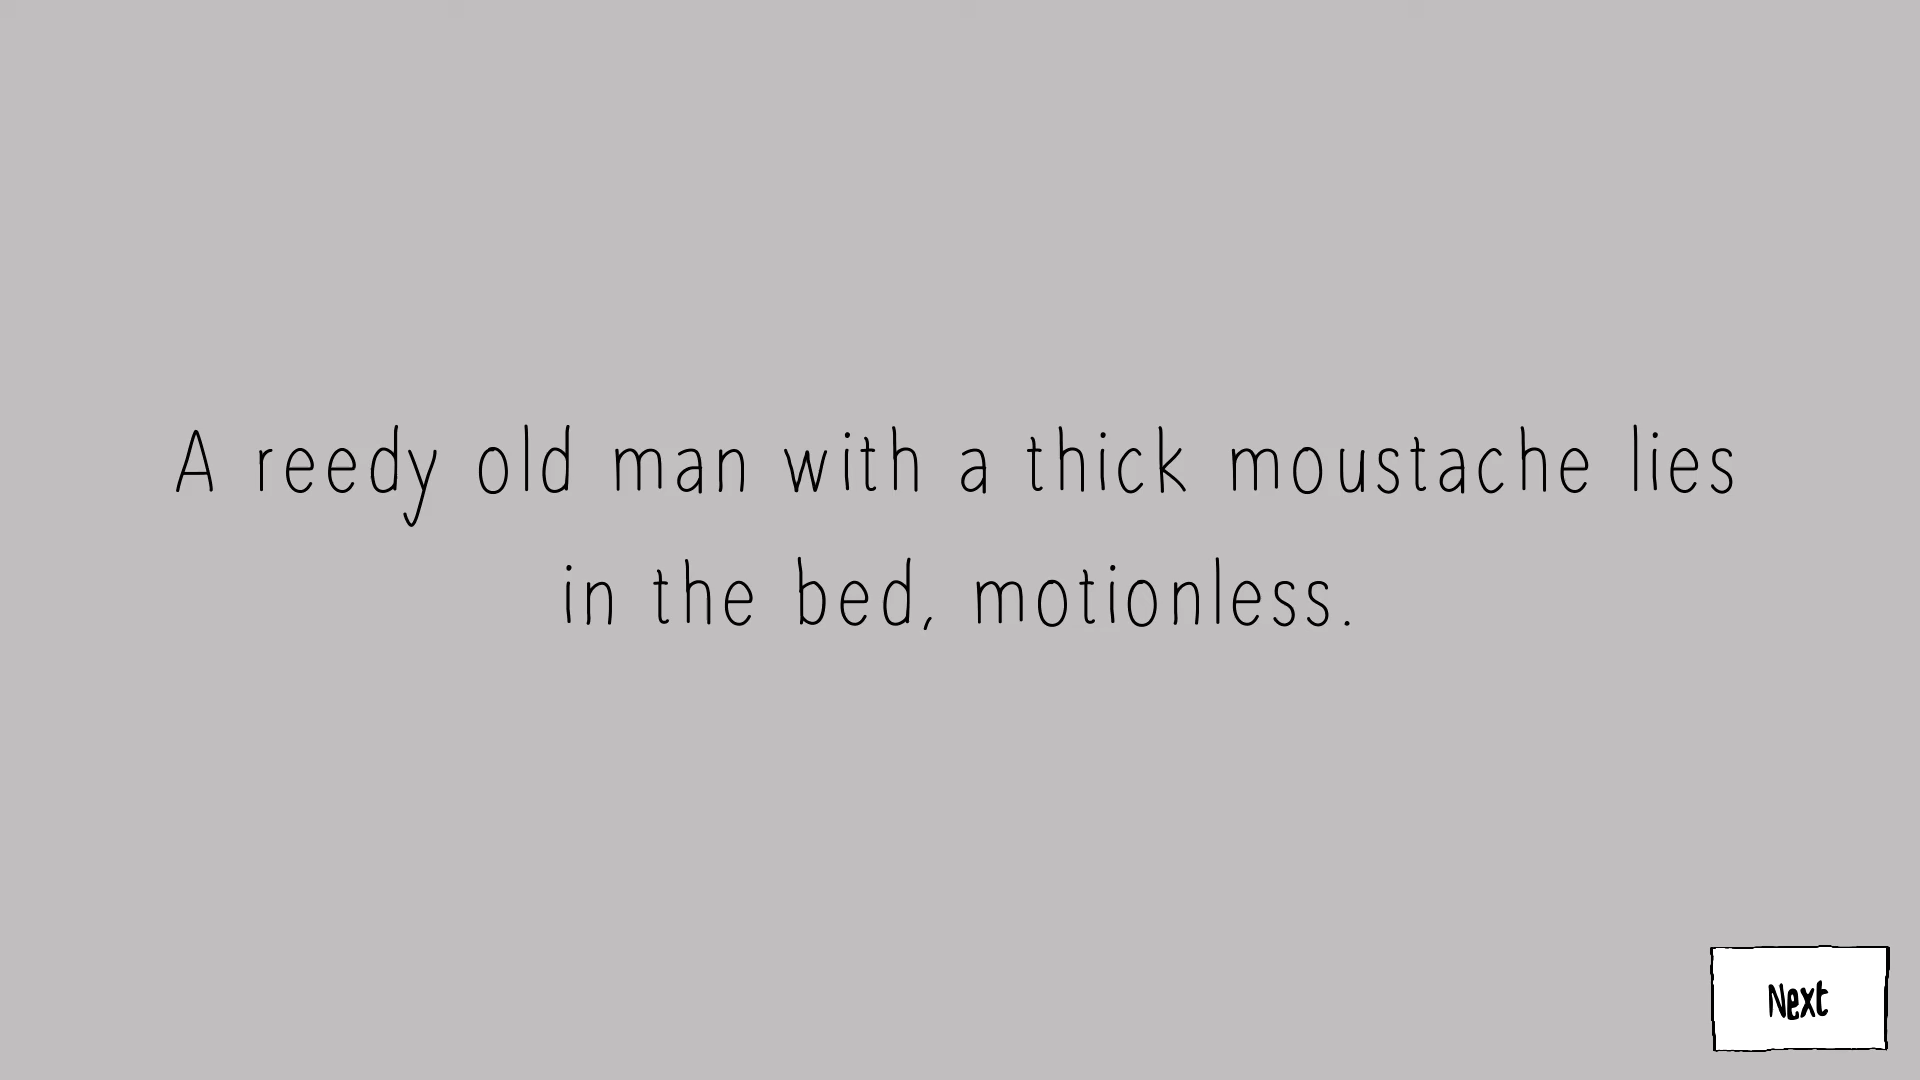 A reedy old man with a thick moustache lies
in the bed, motionless.
Next